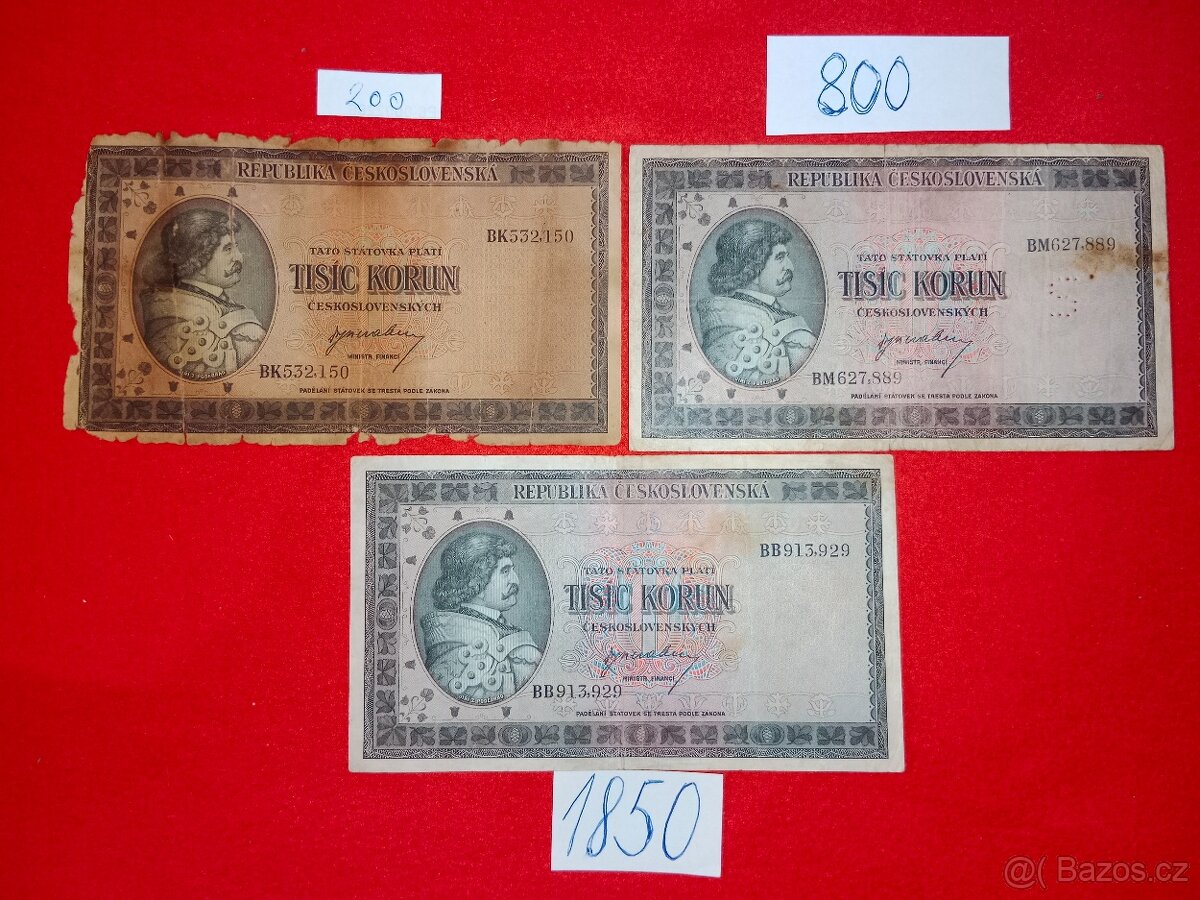 200
800
REPUBLIKA ČESKOSLOVENSKÁ
BK532,150
TATO STÁTOVKA PLATÍ
TISÍC KORUN
ČESKOSLOVENSKÝCH
MINISTR FINANCÍ
BK532,150
PADĚLÁNÍ STÁTOVEK SE TRESTÁ PODLE ZÁKONA
REPUBLIKA ČESKOSLOVENSKÁ
BM627,889
TATO STÁTOVKA PLATÍ
TISÍC KORUN
ČESKOSLOVENSKÝCH
MINISTR FINANCÍ
BM627,889
PADĚLÁNÍ STÁTOVEK SE TRESTÁ PODLE ZÁKONA
REPUBLIKA ČESKOSLOVENSKÁ
BB913,929
TATO STÁTOVKA PLATÍ
TISÍC KORUN
ČESKOSLOVENSKÝCH
MINISTR FINANCÍ
BB913,929
PADĚLÁNÍ STÁTOVEK SE TRESTÁ PODLE ZÁKONA
1850
Bazos.cz